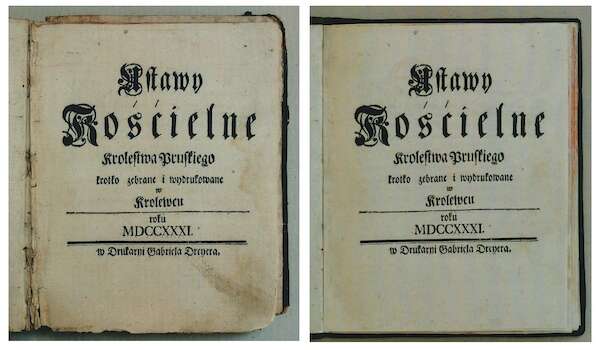 Ustawy
Kościelne
Krolestwa Pruskiego
krotko zebrane i wydrukowane
w
Krolewcu
roku
MDCCXXXI.
w Drukarni Gabriela Dreyera.
Ustawy
Kościelne
Krolestwa Pruskiego
krotko zebrane i wydrukowane
w
Krolewcu
roku
MDCCXXXI.
w Drukarni Gabriela Dreyera.